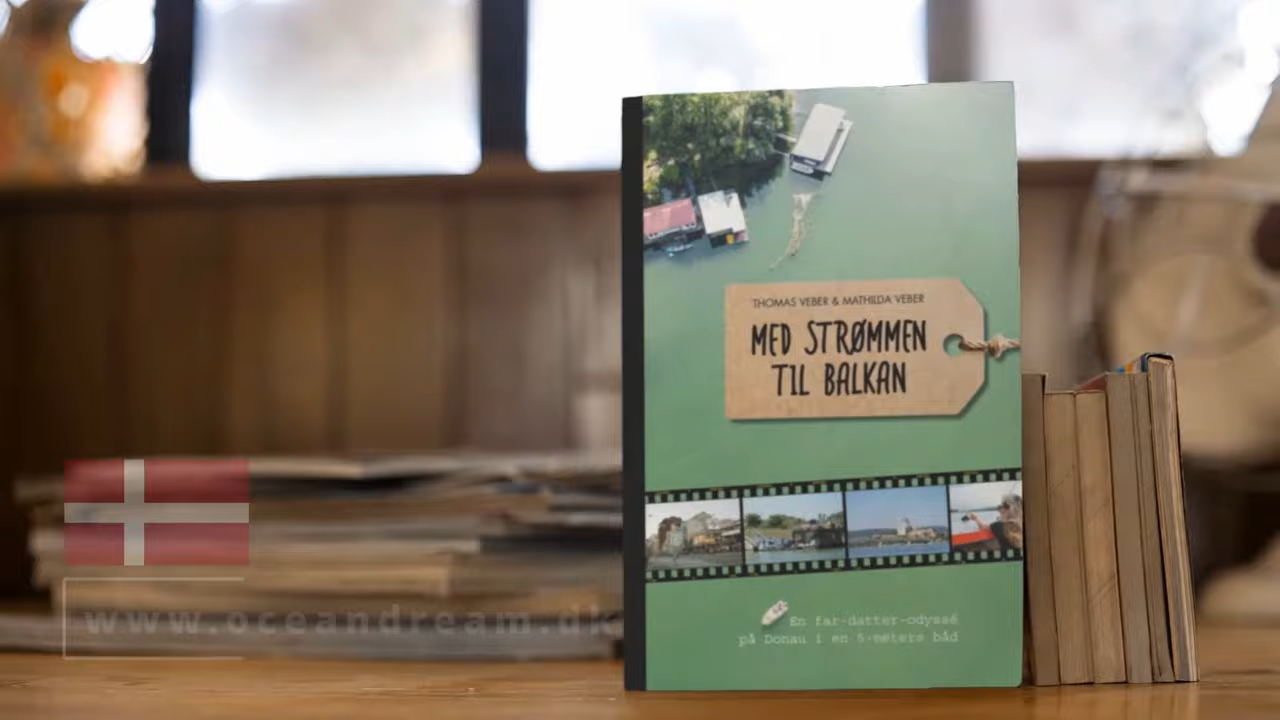 THOMAS VEBER & MATHILDA VEBER
MED STRØMMEN
TIL BALKAN
En far-datter-odyssé
på Donau i en 5-meters båd
www.oceandream.dk